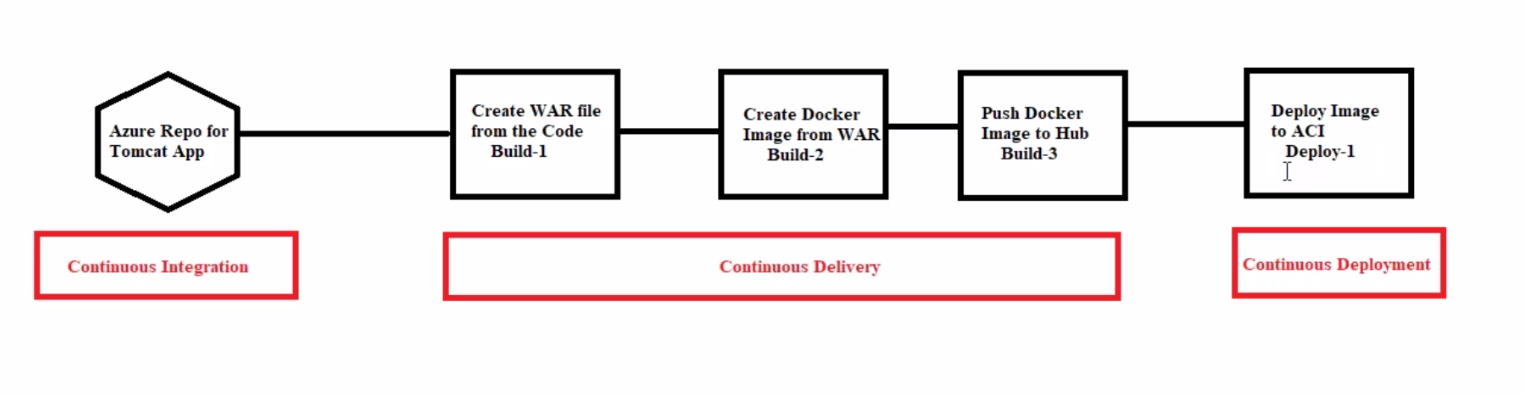 Azure Repo for
Tomcat App
Create WAR file
from the Code
Build-1
Create Docker
Image from WAR
Build-2
Push Docker
Image to Hub
Build-3
Deploy Image
to ACI
Deploy-1
Continuous Integration
Continuous Delivery
Continuous Deployment